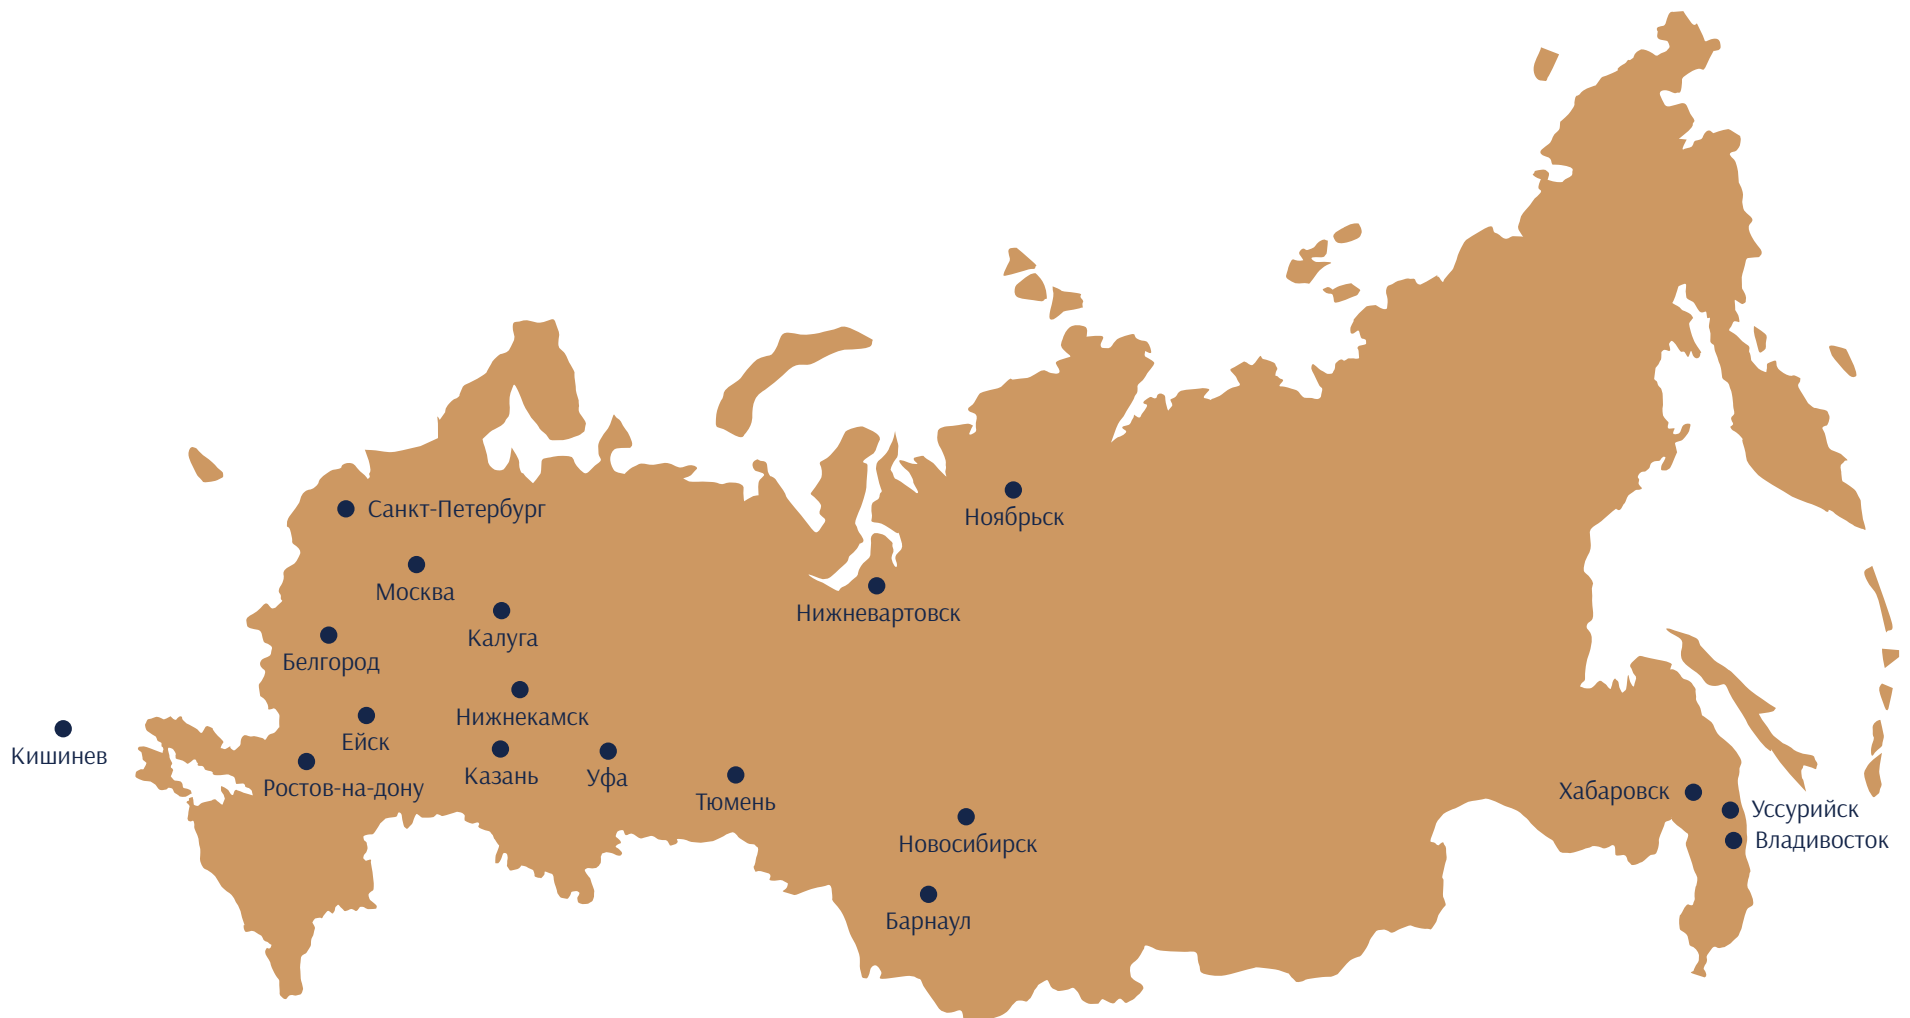 Санкт-Петербург
Ноябрьск
Москва
Нижневартовск
Калуга
Белгород
Нижнекамск
Ейск
Кишинев
Казань
Уфа
Ростов-на-дону
Тюмень
Хабаровск
Уссурийск
Владивосток
Новосибирск
Барнаул